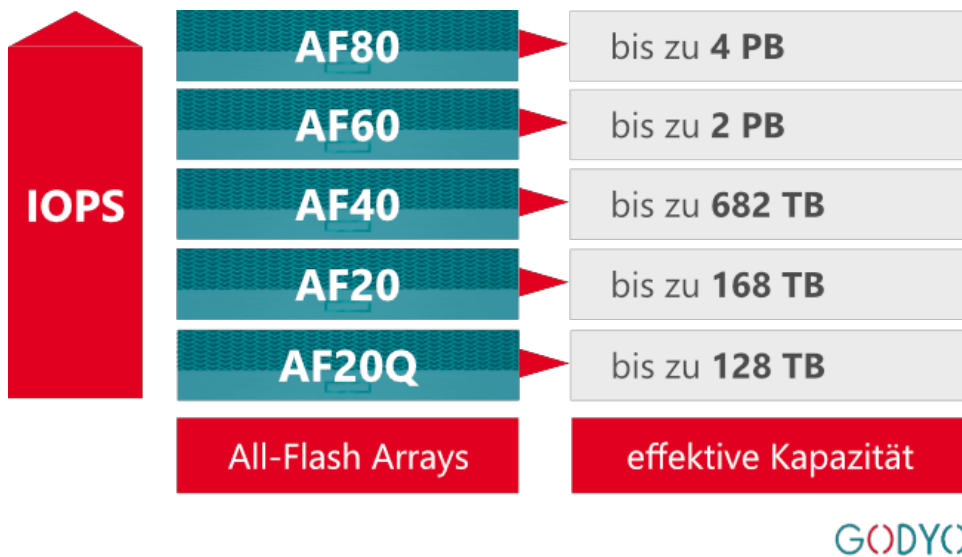 IOPS
AF80
bis zu 4 PB
AF60
bis zu 2 PB
AF40
bis zu 682 TB
AF20
bis zu 168 TB
AF20Q
bis zu 128 TB
All-Flash Arrays
effektive Kapazität
GODYO